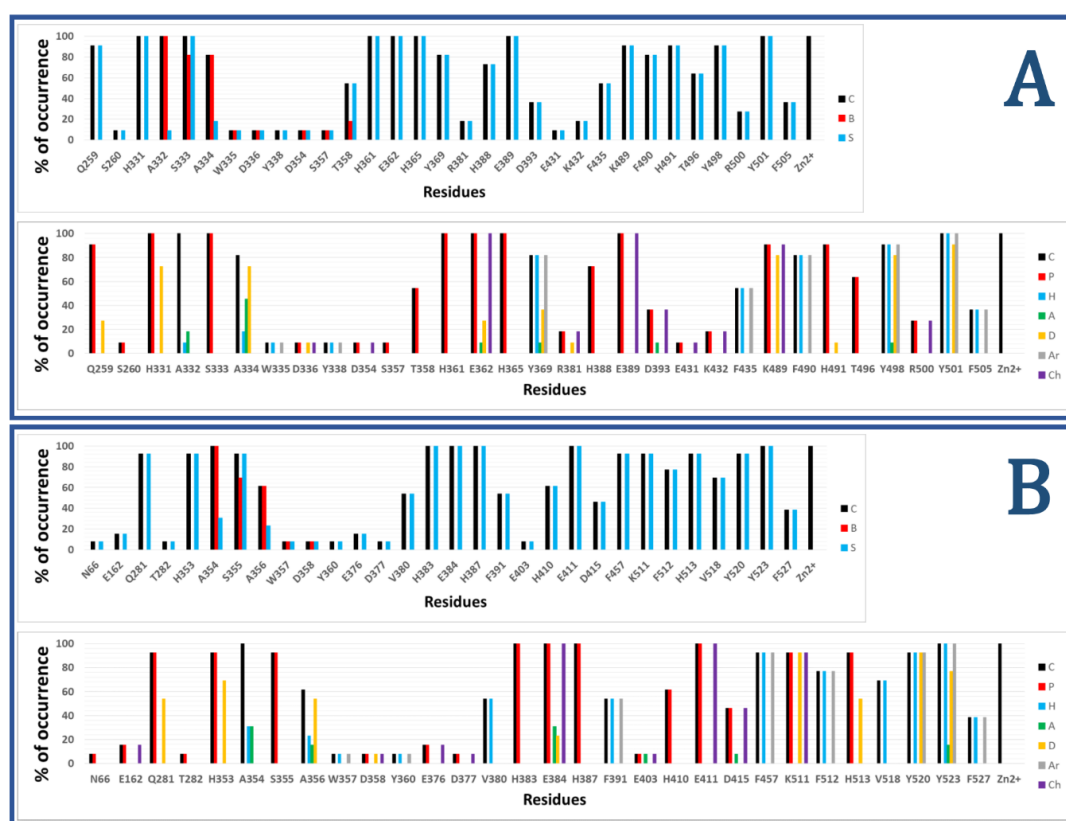 A
% of occurrence
100
80
60
40
20
0
Q259 S260 H331 A332 S333 A334 W335 D336 Y338 D354 S357 T358 H361 E362 H365 Y369 R381 H388 E389 D393 E431 K432 F435 K489 F490 H491 T496 Y498 R500 Y501 F505 Zn2+
Residues
C
B
S
% of occurrence
100
80
60
40
20
0
Q259 S260 H331 A332 S333 A334 W335 D336 Y338 D354 S357 T358 H361 E362 H365 Y369 R381 H388 E389 D393 E431 K432 F435 K489 F490 H491 T496 Y498 R500 Y501 F505 Zn2+
Residues
C
P
H
A
D
Ar
Ch
B
% of occurrence
100
80
60
40
20
0
N66 E162 Q281 T282 H353 A354 S355 A356 W357 D358 Y360 E376 D377 V380 H383 E384 H387 F391 E403 H410 E411 D415 F457 K511 F512 H513 V518 Y520 Y523 F527 Zn2+
Residues
C
B
S
% of occurrence
100
80
60
40
20
0
N66 E162 Q281 T282 H353 A354 S355 A356 W357 D358 Y360 E376 D377 V380 H383 E384 H387 F391 E403 H410 E411 D415 F457 K511 F512 H513 V518 Y520 Y523 F527 Zn2+
Residues
C
P
H
A
D
Ar
Ch